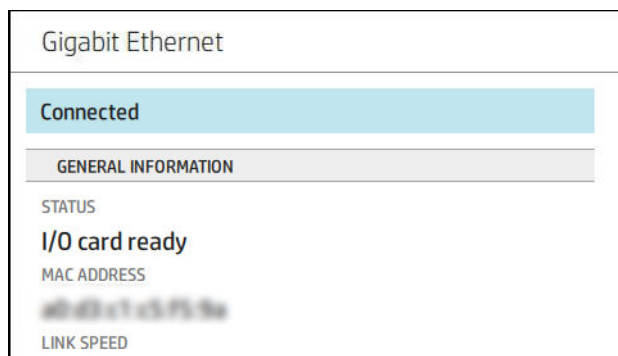 Gigabit Ethernet
Connected
GENERAL INFORMATION
STATUS
I/O card ready
MAC ADDRESS
LINK SPEED